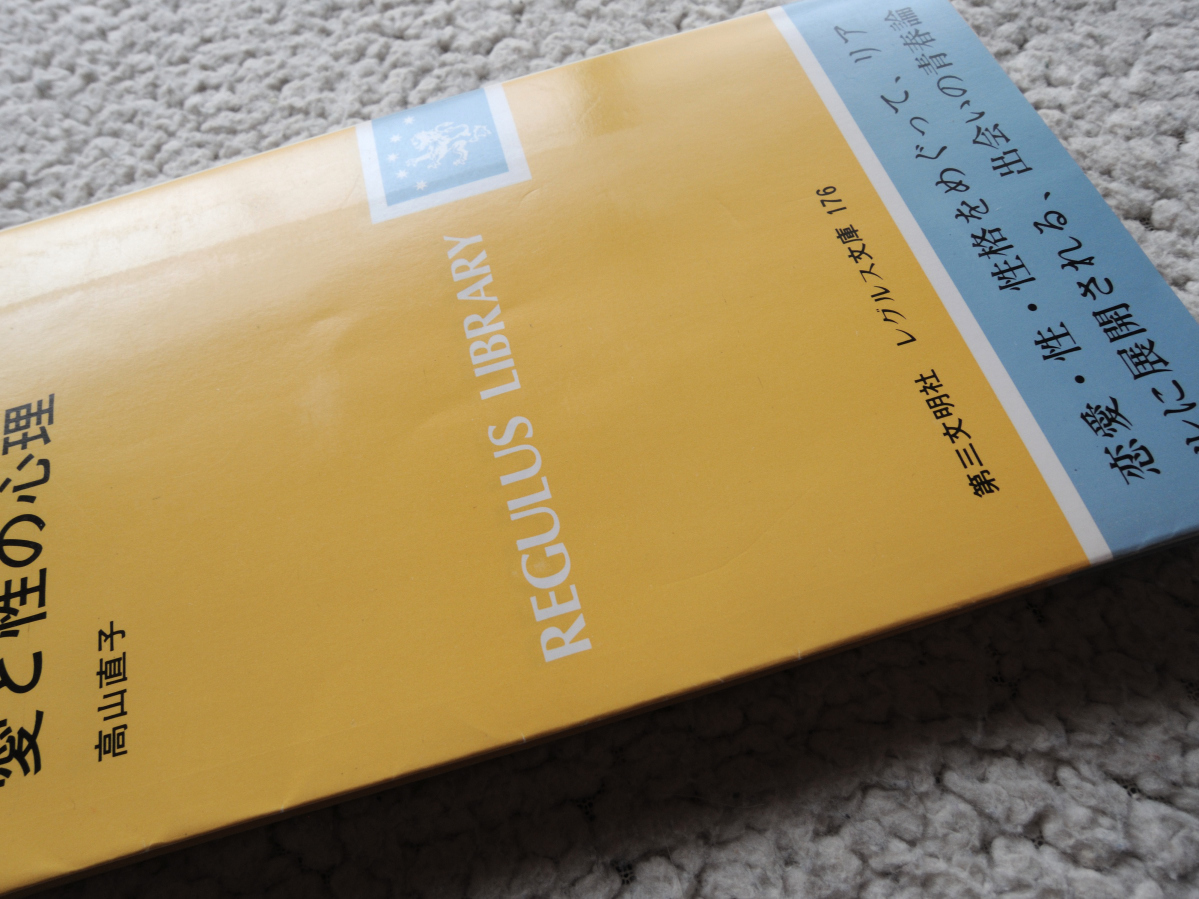 愛と性の心理
高山直子
REGULUS LIBRARY
第三文明社 レグルス文庫 176
恋愛・性・性格をめぐって、リア
ルに展開される、出会いの青春論